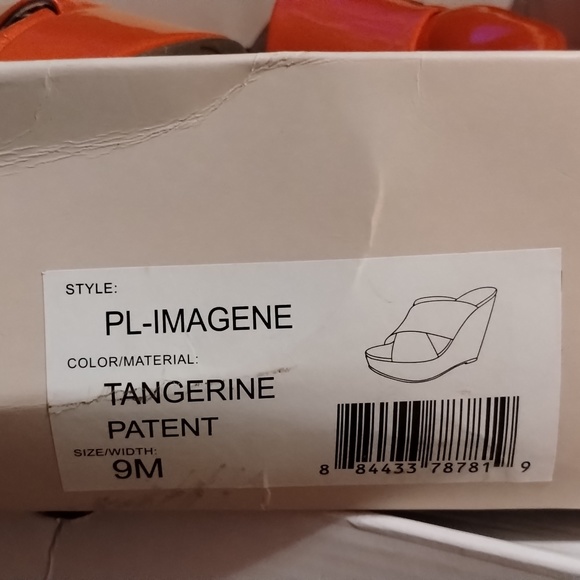 STYLE:
PL-IMAGENE
COLOR/MATERIAL:
TANGERINE
PATENT
SIZE/WIDTH:
9M
8 84433 78781 9